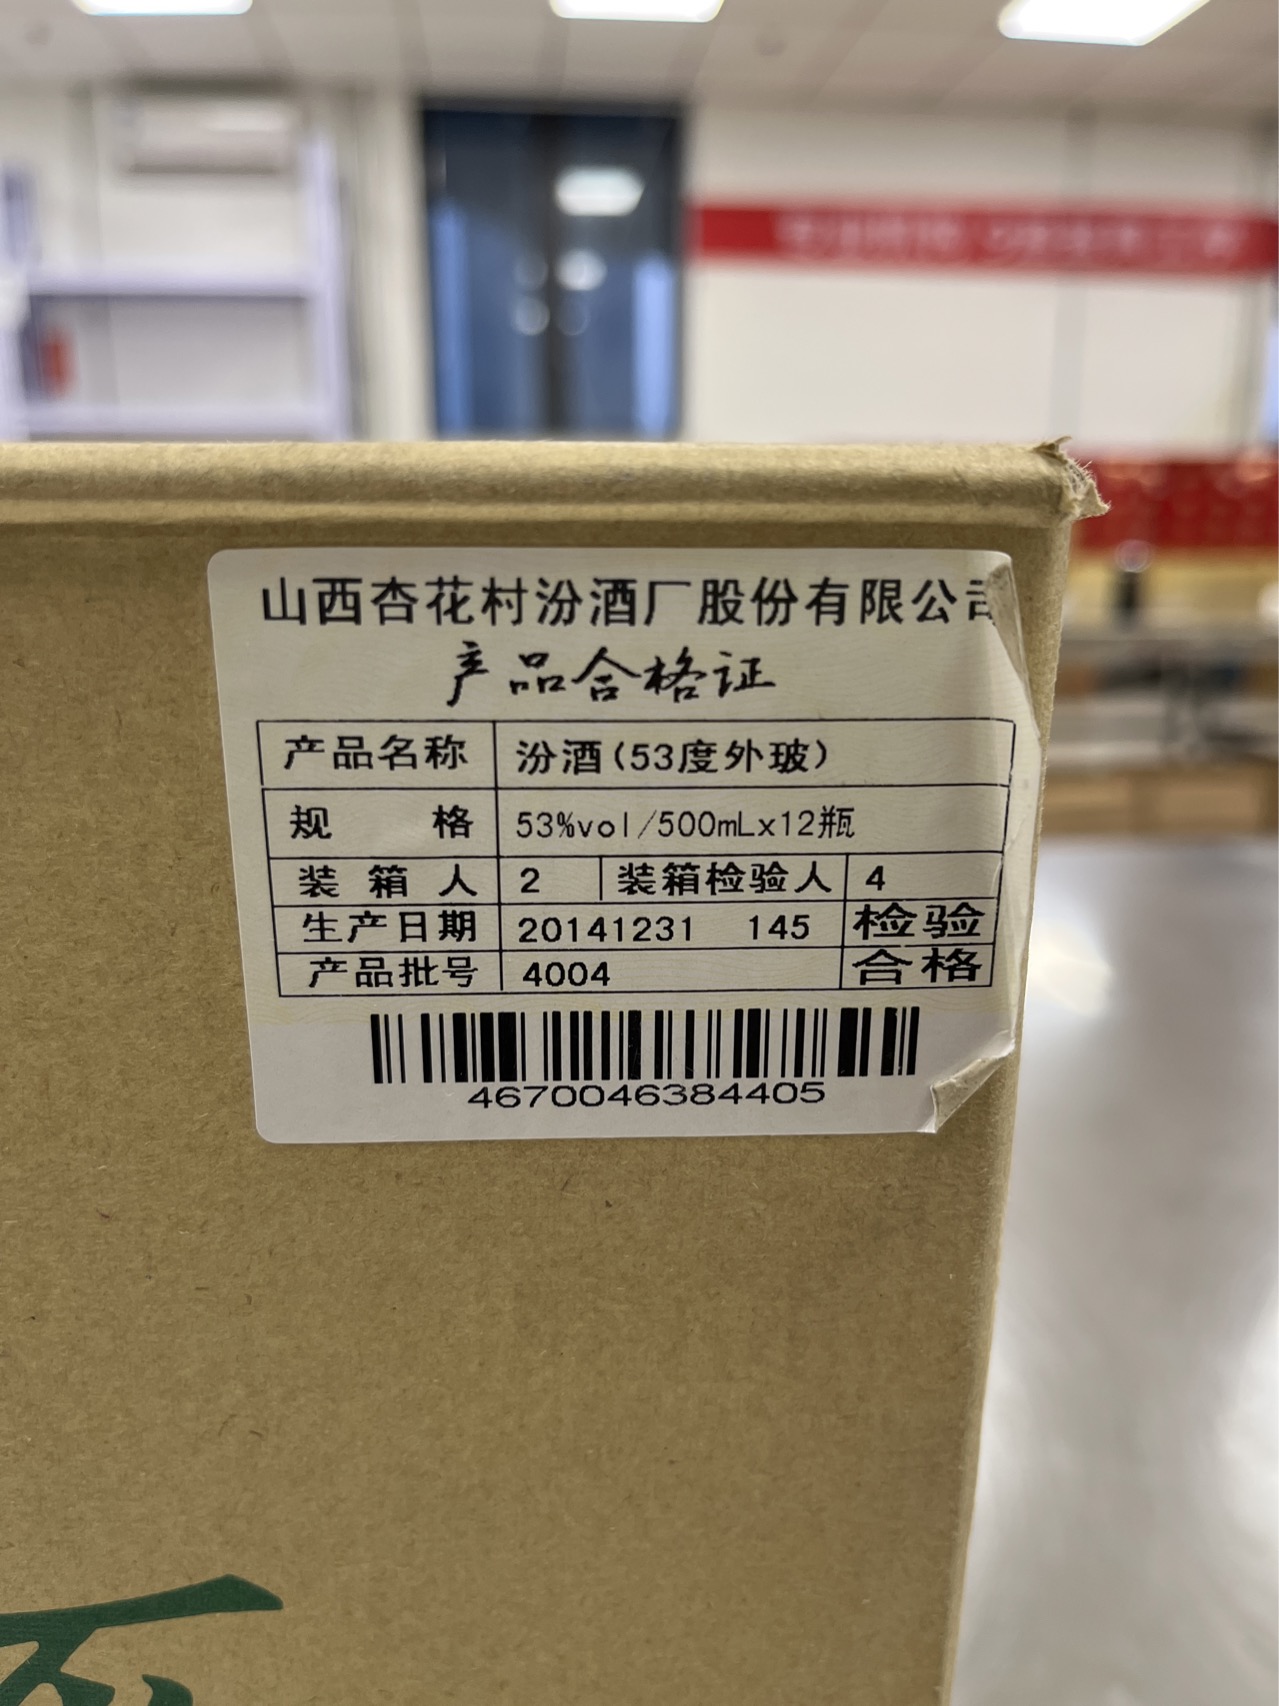 山西杏花村汾酒厂股份有限公司
产品合格证
产品名称 汾酒(53度外玻)
规 格 53%vol/500mLx12瓶
装 箱 人 2 装箱检验人 4
生产日期 20141231 145 检验
产品批号 4004 合格
4670046384405